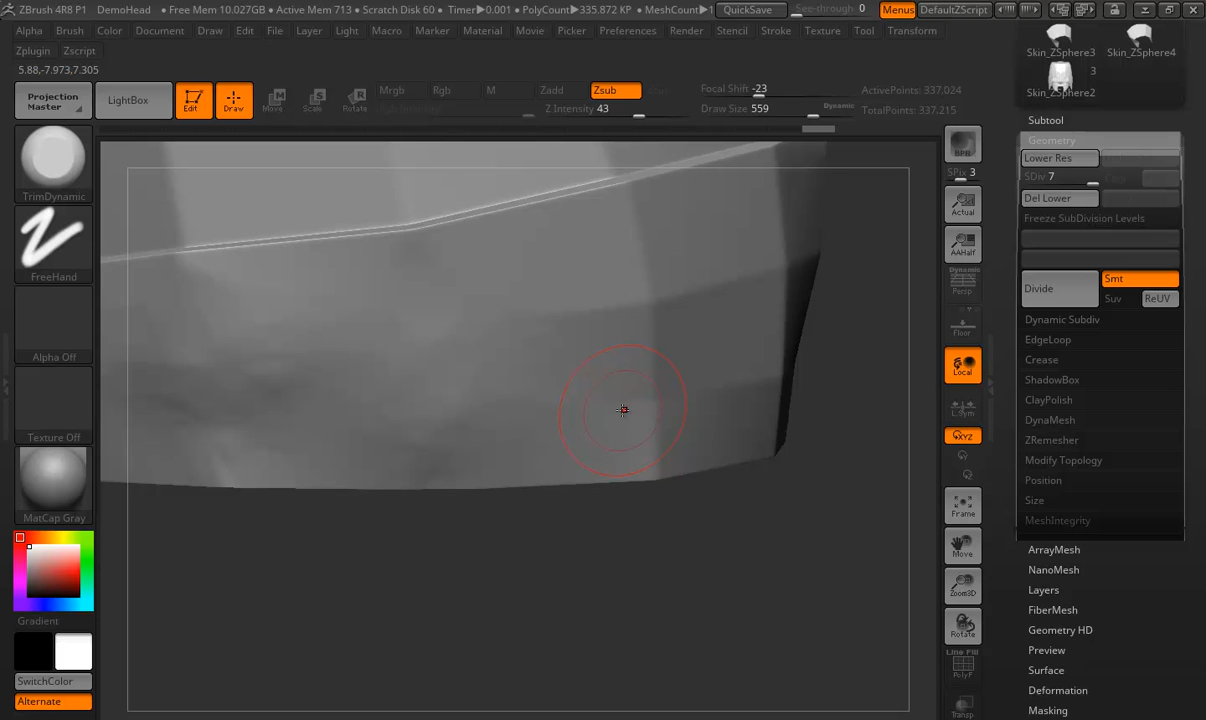 ZBrush 4R8 P1 DemoHead • Free Mem 10.027GB • Active Mem 713 • Scratch Disk 60 • Timer▶0.001 • PolyCount▶335.872 KP • MeshCount▶1 QuickSave See-through 0 Menus DefaultZScript
Alpha Brush Color Document Draw Edit File Layer Light Macro Marker Material Movie Picker Preferences Render Stencil Stroke Texture Tool Transform
Zplugin Zscript
5.88,-7.973,7.305
Projection Master
LightBox
Edit
Draw
Move
Scale
Rotate
Mrgb Rgb M
Zadd Zsub
Z Intensity 43
Focal Shift -23
Draw Size 559
Dynamic
ActivePoints: 337.024
TotalPoints: 337.215
TrimDynamic
FreeHand
Alpha Off
Texture Off
MatCap Gray
Gradient
SwitchColor
Alternate
BPR
SPix 3
Actual
AAHalf
Dynamic
Persp
Floor
Local
L.Sym
XYZ
Frame
Move
Zoom3D
Rotate
Line Fill
PolyF
Transp
Skin_ZSphere3 Skin_ZSphere4
3
Skin_ZSphere2
Subtool
Geometry
Lower Res
SDiv 7
Del Lower
Freeze SubDivision Levels
Divide
Smt
Suv ReUV
Dynamic Subdiv
EdgeLoop
Crease
ShadowBox
ClayPolish
DynaMesh
ZRemesher
Modify Topology
Position
Size
MeshIntegrity
ArrayMesh
NanoMesh
Layers
FiberMesh
Geometry HD
Preview
Surface
Deformation
Masking